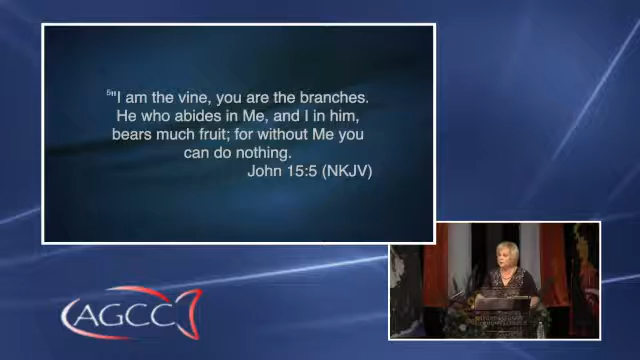 5"I am the vine, you are the branches.
He who abides in Me, and I in him,
bears much fruit; for without Me you
can do nothing.
John 15:5 (NKJV)
AGCC